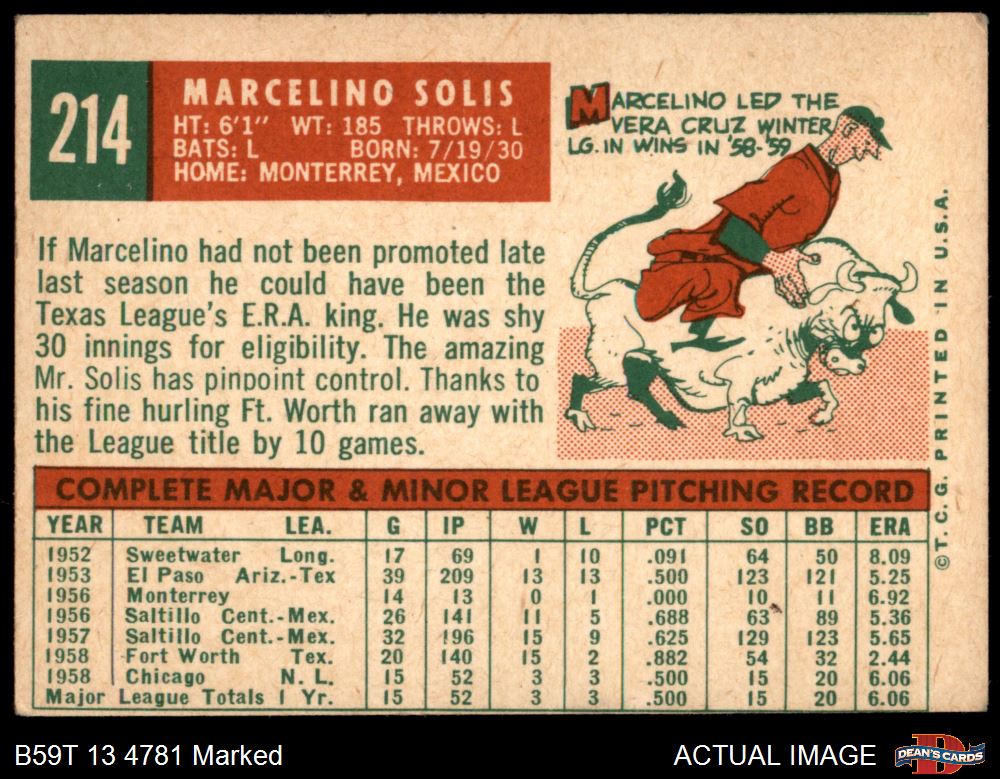 214
MARCELINO SOLIS
HT: 6'1" WT: 185 THROWS: L
BATS: L BORN: 7/19/30
HOME: MONTERREY, MEXICO
MARCELINO LED THE
VERA CRUZ WINTER
LG. IN WINS IN '58-'59
If Marcelino had not been promoted late
last season he could have been the
Texas League's E.R.A. king. He was shy
30 innings for eligibility. The amazing
Mr. Solis has pinpoint control. Thanks to
his fine hurling Ft. Worth ran away with
the League title by 10 games.
COMPLETE MAJOR & MINOR LEAGUE PITCHING RECORD
YEAR TEAM LEA. G IP W L PCT SO BB ERA
1952 Sweetwater Long. 17 69 1 10 .091 64 50 8.09
1953 El Paso Ariz.-Tex 39 209 13 13 .500 123 121 5.25
1956 Monterrey 14 13 0 1 .000 10 11 6.92
1956 Saltillo Cent.-Mex. 26 141 11 5 .688 63 89 5.36
1957 Saltillo Cent.-Mex. 32 196 15 9 .625 129 123 5.65
1958 Fort Worth Tex. 20 140 15 2 .882 54 32 2.44
1958 Chicago N. L. 15 52 3 3 .500 15 20 6.06
Major League Totals 1 Yr. 15 52 3 3 .500 15 20 6.06
© T. C. G. PRINTED IN U.S.A.
B59T 13 4781 Marked
ACTUAL IMAGE
DEAN'S CARDS